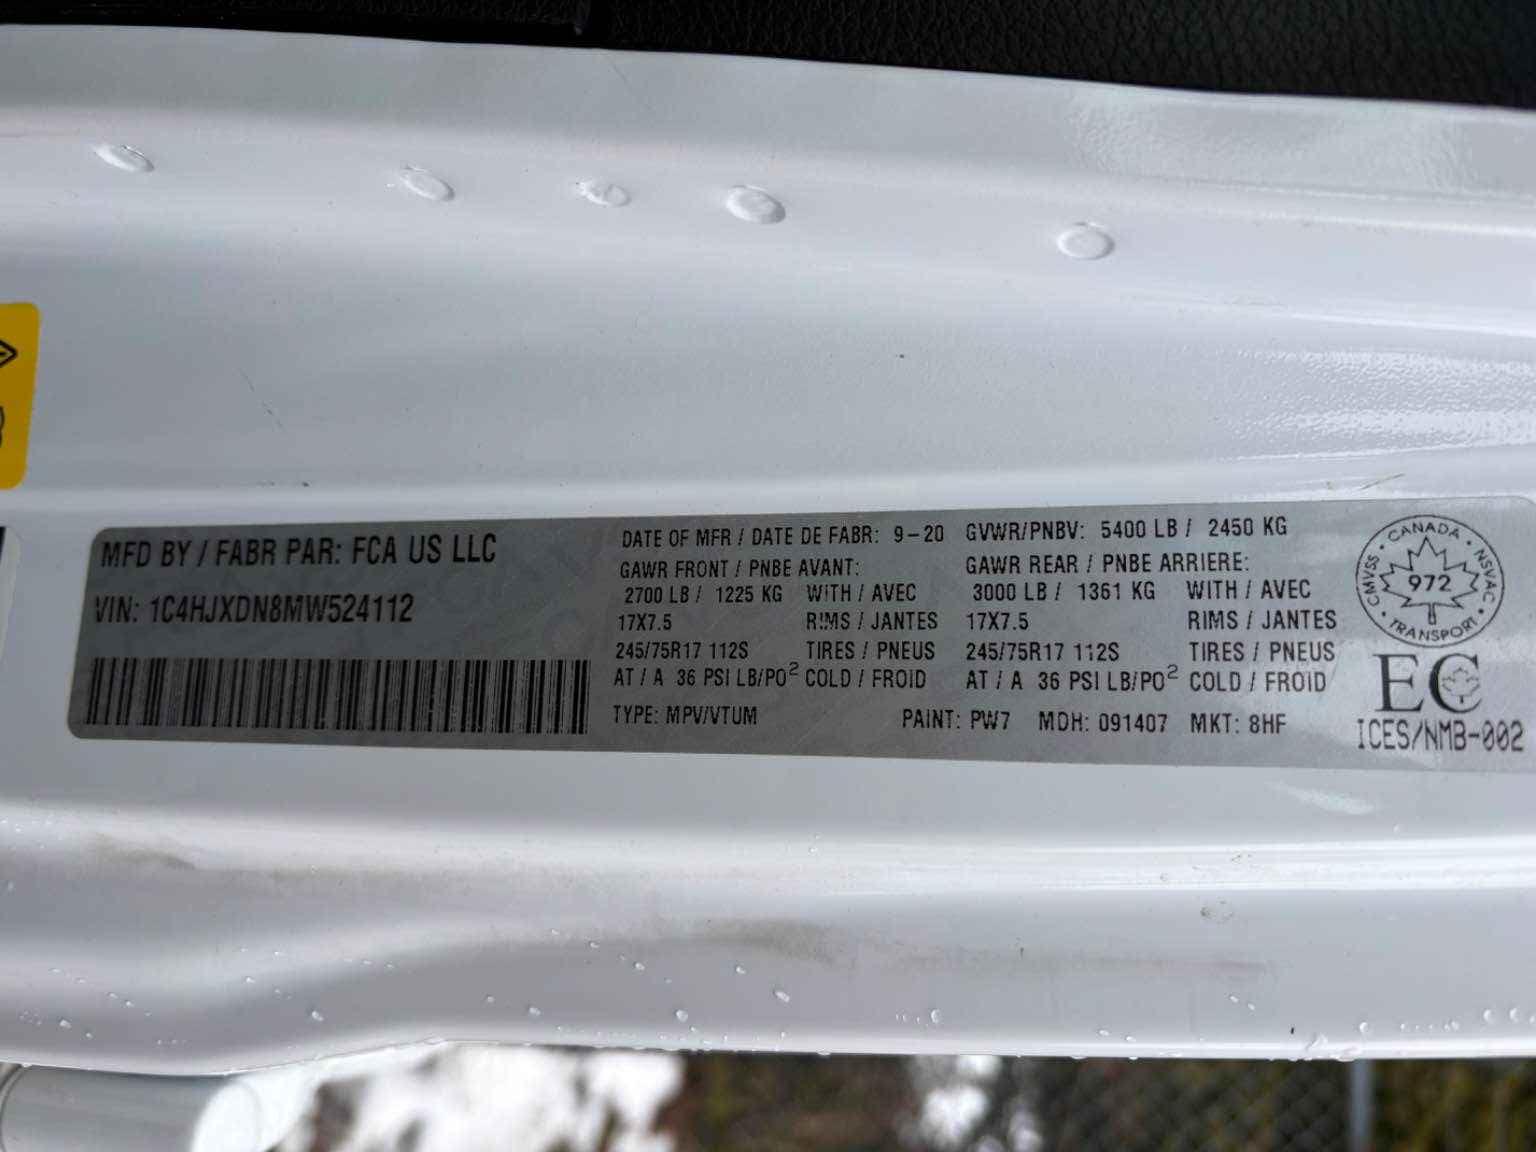 MFD BY / FABR PAR: FCA US LLC
VIN: 1C4HJXDN8MW524112
DATE OF MFR / DATE DE FABR: 9-20 GVWR/PNBV: 5400 LB / 2450 KG
GAWR FRONT / PNBE AVANT: GAWR REAR / PNBE ARRIERE:
2700 LB / 1225 KG WITH / AVEC 3000 LB / 1361 KG WITH / AVEC
17X7.5 RIMS / JANTES 17X7.5 RIMS / JANTES
245/75R17 112S TIRES / PNEUS 245/75R17 112S TIRES / PNEUS
AT / A 36 PSI LB/PO² COLD / FROID AT / A 36 PSI LB/PO² COLD / FROID
TYPE: MPV/VTUM PAINT: PW7 MDH: 091407 MKT: 8HF
CANADA • NSVAC • TRANSPORT • CMVSS •
972
EC
ICES/NMB-002